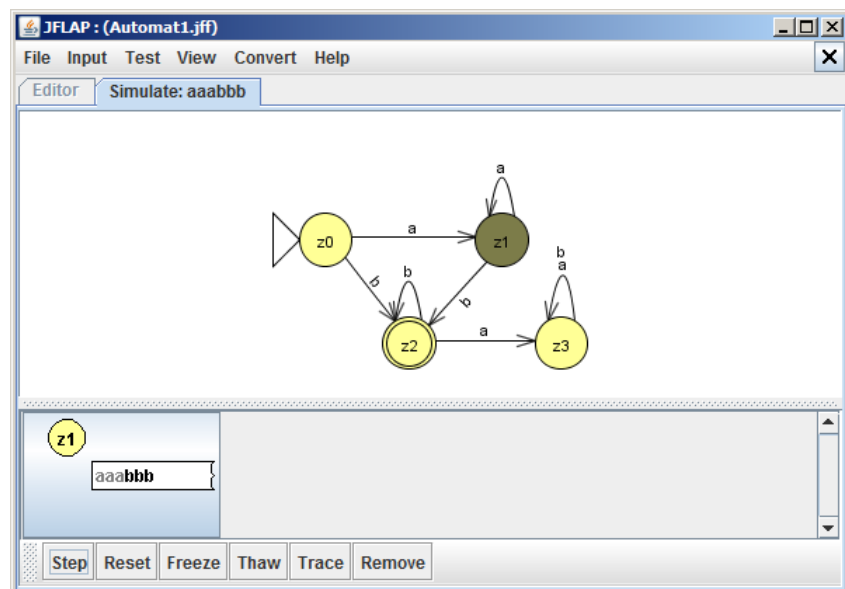 JFLAP : (Automat1.jff)
File Input Test View Convert Help
Editor Simulate: aaabbb
a
z0 a z1
b
a
b b b
z2 a z3
z1
aaabbb
Step Reset Freeze Thaw Trace Remove